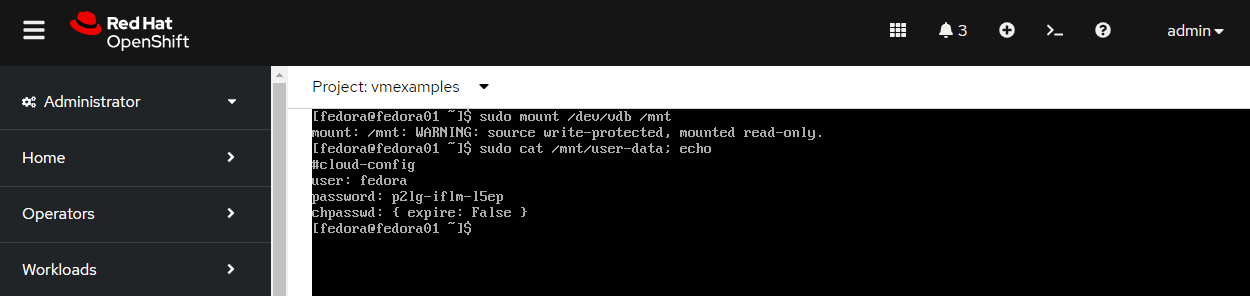 Red Hat
OpenShift
3
admin
Administrator
Home
Operators
Workloads
Project: vmexamples
[fedora@fedora01 ~]$ sudo mount /dev/vdb /mnt
mount: /mnt: WARNING: source write-protected, mounted read-only.
[fedora@fedora01 ~]$ sudo cat /mnt/user-data; echo
#cloud-config
user: fedora
password: p2lg-iflm-l5ep
chpasswd: { expire: False }
[fedora@fedora01 ~]$